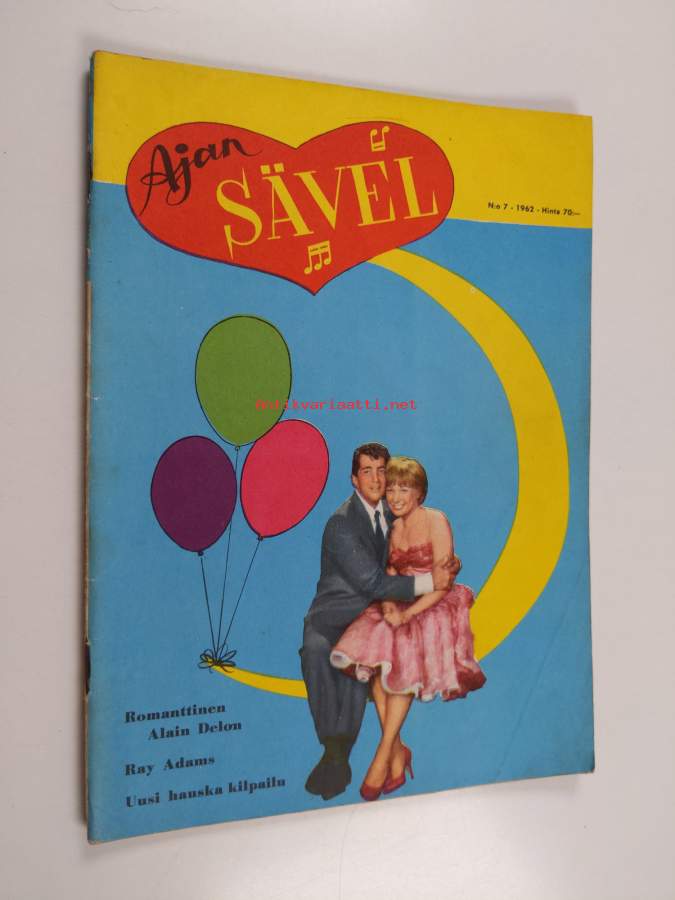 Ajan
SÄVEL
N:o 7 - 1962 - Hinta 70:—
antikvariaatti.net
Romanttinen
Alain Delon
Ray Adams
Uusi hauska kilpailu